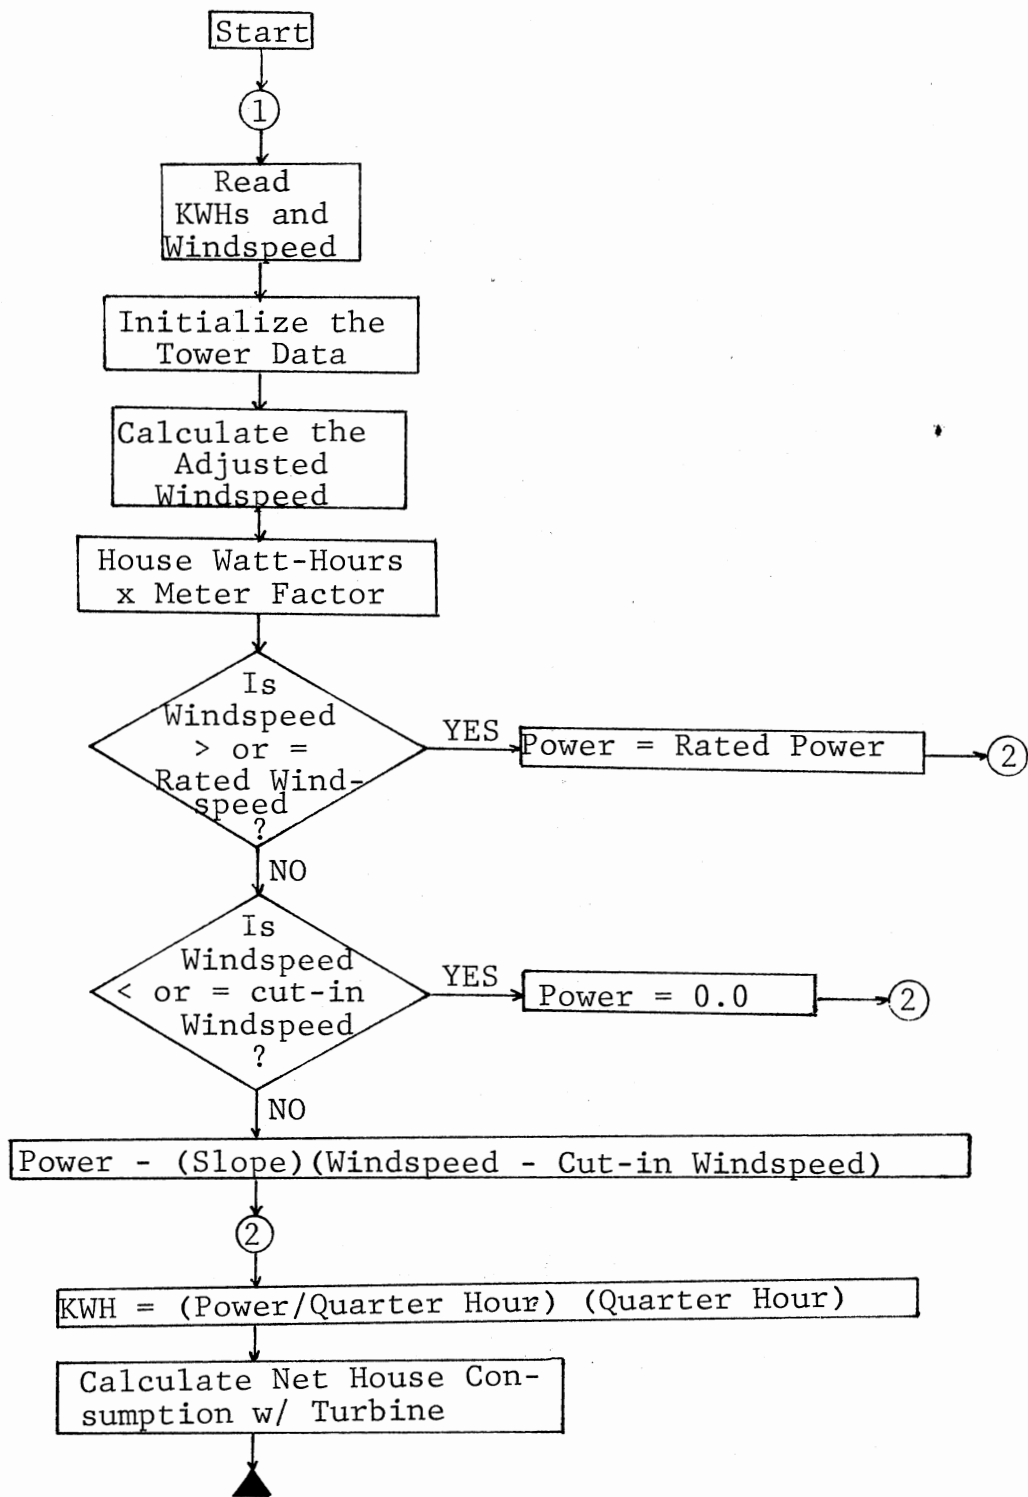 Start
1
Read
KWHs and
Windspeed
Initialize the
Tower Data
Calculate the
Adjusted
Windspeed
House Watt-Hours
x Meter Factor
Is
Windspeed
> or =
Rated Wind-
speed
?
YES
Power = Rated Power
2
NO
Is
Windspeed
< or = cut-in
Windspeed
?
YES
Power = 0.0
2
NO
Power - (Slope)(Windspeed - Cut-in Windspeed)
2
KWH = (Power/Quarter Hour) (Quarter Hour)
Calculate Net House Con-
sumption w/ Turbine